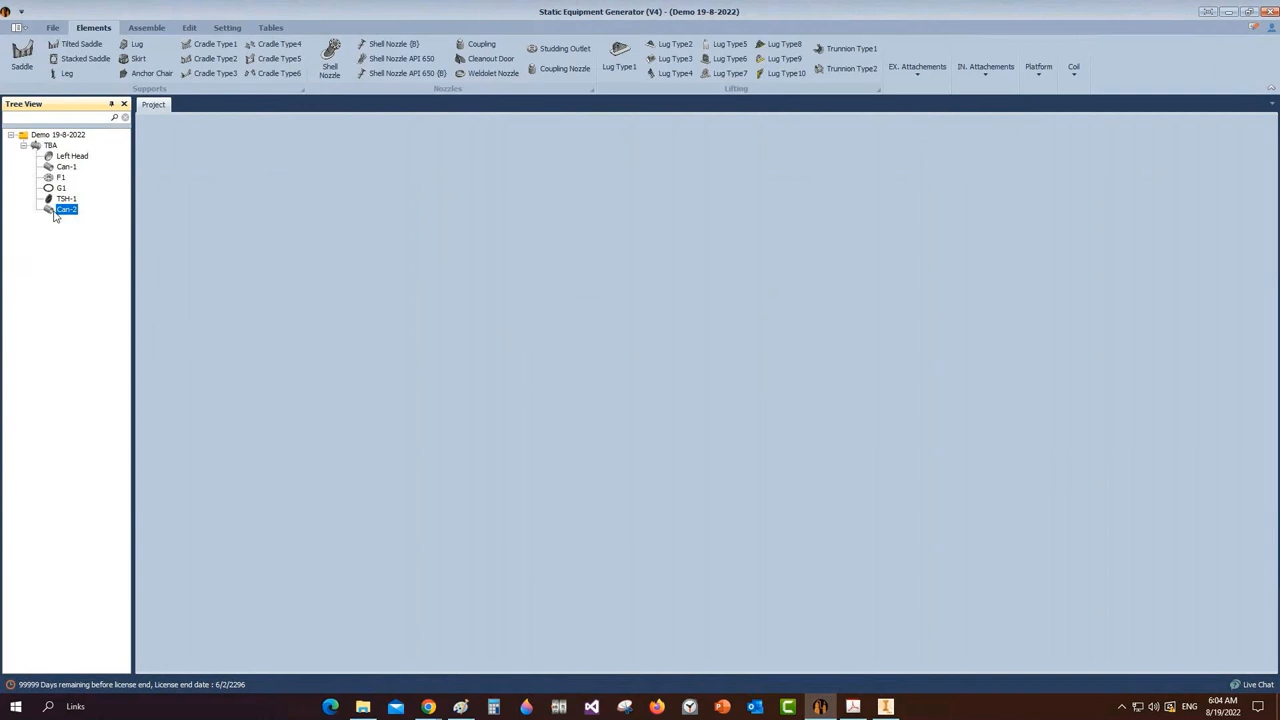 Static Equipment Generator (V4) - (Demo 19-8-2022)
File Elements Assemble Edit Setting Tables
Saddle
Tilted Saddle
Stacked Saddle
Leg
Lug
Skirt
Anchor Chair
Cradle Type1
Cradle Type2
Cradle Type3
Cradle Type4
Cradle Type5
Cradle Type6
Supports
Shell Nozzle
Shell Nozzle {B}
Shell Nozzle API 650
Shell Nozzle API 650 {B}
Coupling
Cleanout Door
Weldolet Nozzle
Studding Outlet
Coupling Nozzle
Nozzles
Lug Type1
Lug Type2
Lug Type3
Lug Type4
Lug Type5
Lug Type6
Lug Type7
Lug Type8
Lug Type9
Lug Type10
Trunnion Type1
Trunnion Type2
Lifting
EX. Attachements
IN. Attachements
Platform
Coil
Tree View
Project
Demo 19-8-2022
TBA
Left Head
Can-1
F1
G1
TSH-1
Can-2
99999 Days remaining before license end, License end date : 6/2/2296
Live Chat
Links
ENG
6:04 AM
8/19/2022